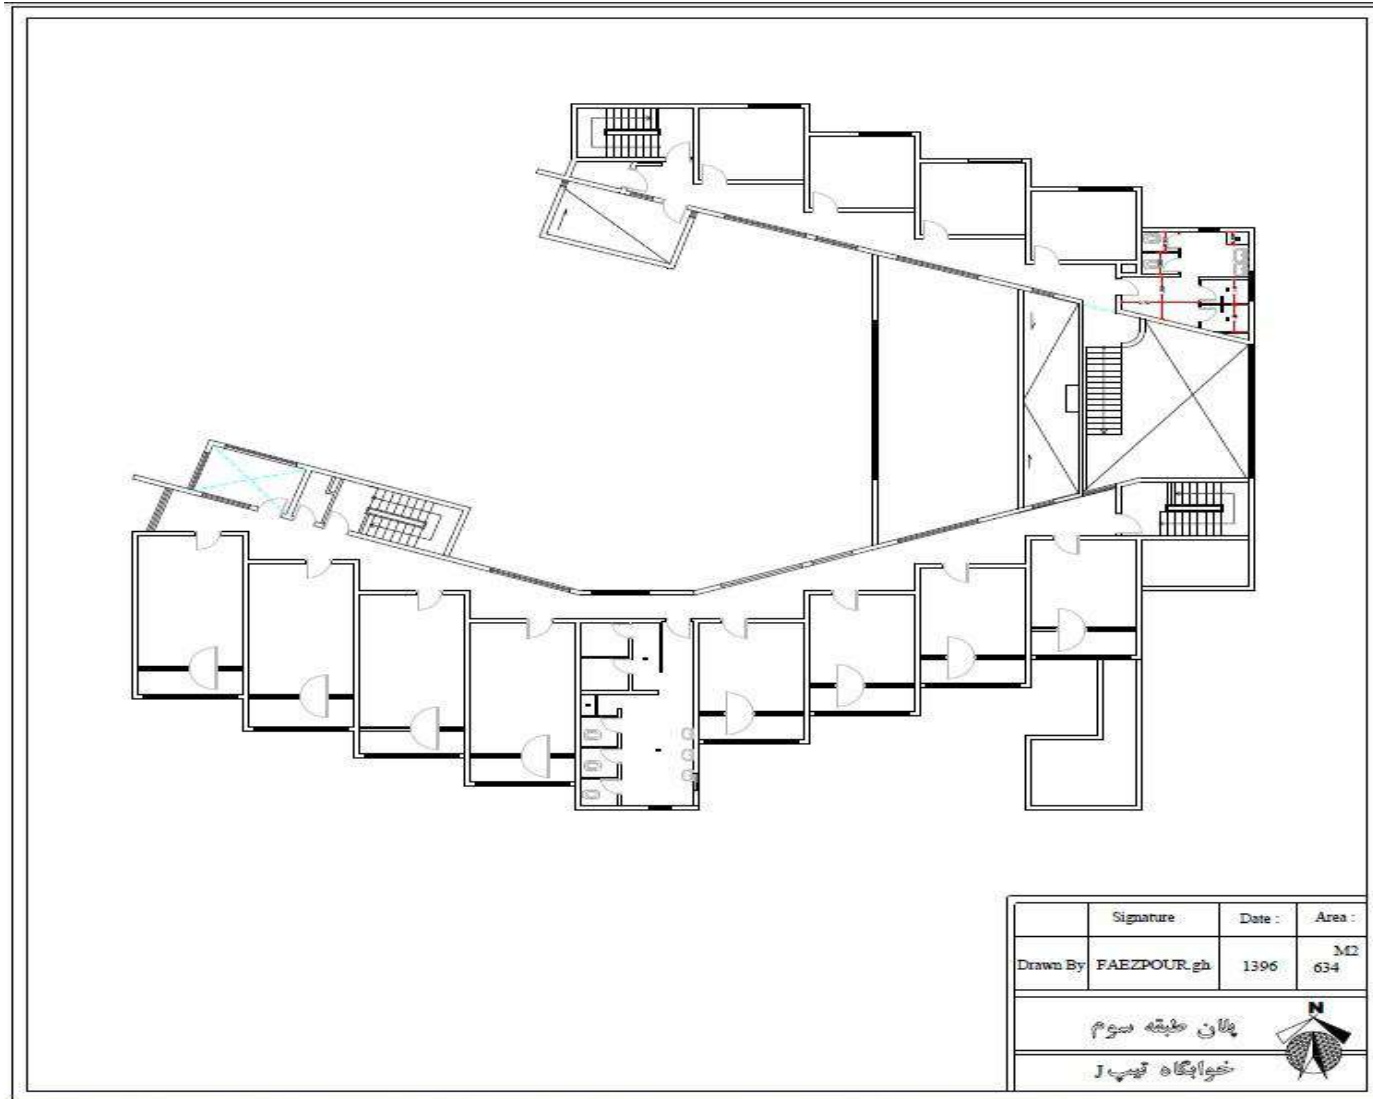 Signature Date : Area :
Drawn By FAEZPOUR.gh 1396 M2 634
N
پلان طبقه سوم
خوابگاه تیپ J